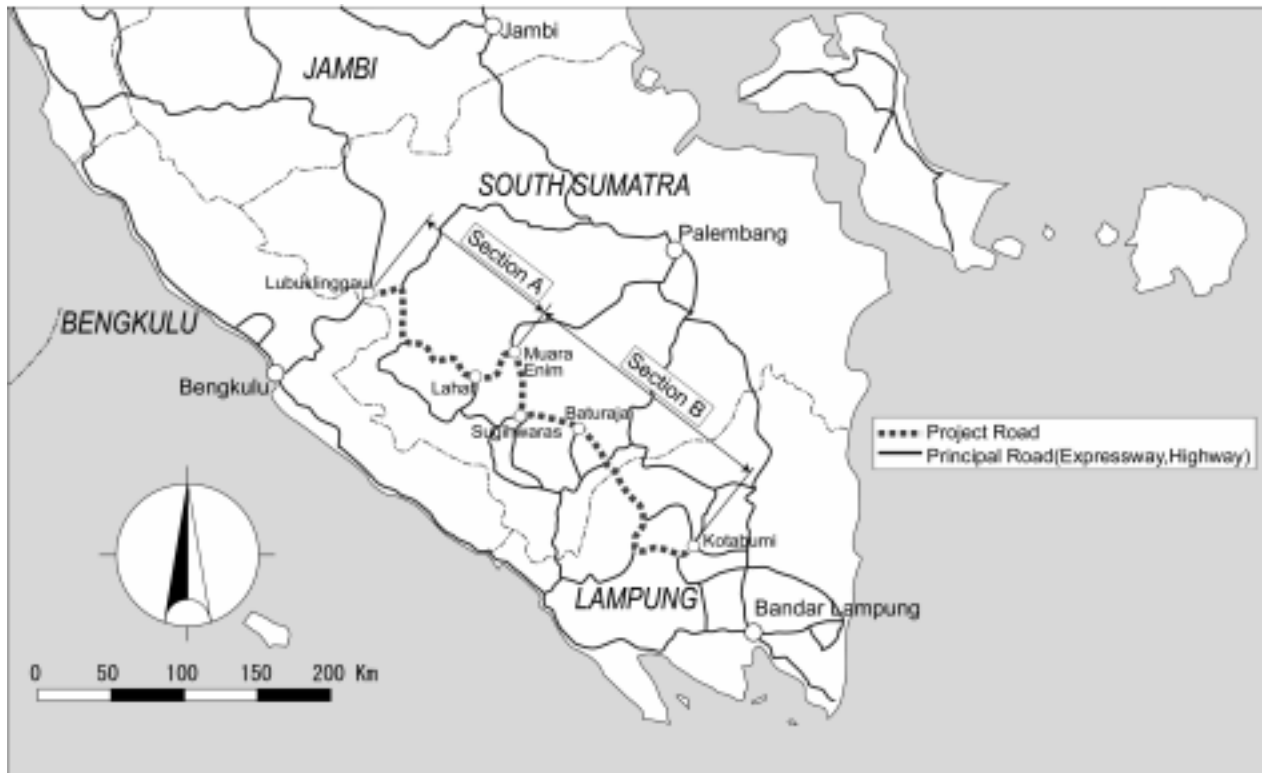 Jambi
JAMBI
SOUTH SUMATRA
Palembang
Section A
Lubuklinggau
BENGKULU
Muara
Enim
Section B
Bengkulu
Lahat
Sugihwaras
Baturaja
Project Road
Principal Road(Expressway,Highway)
Kotabumi
LAMPUNG
Bandar Lampung
0 50 100 150 200 Km